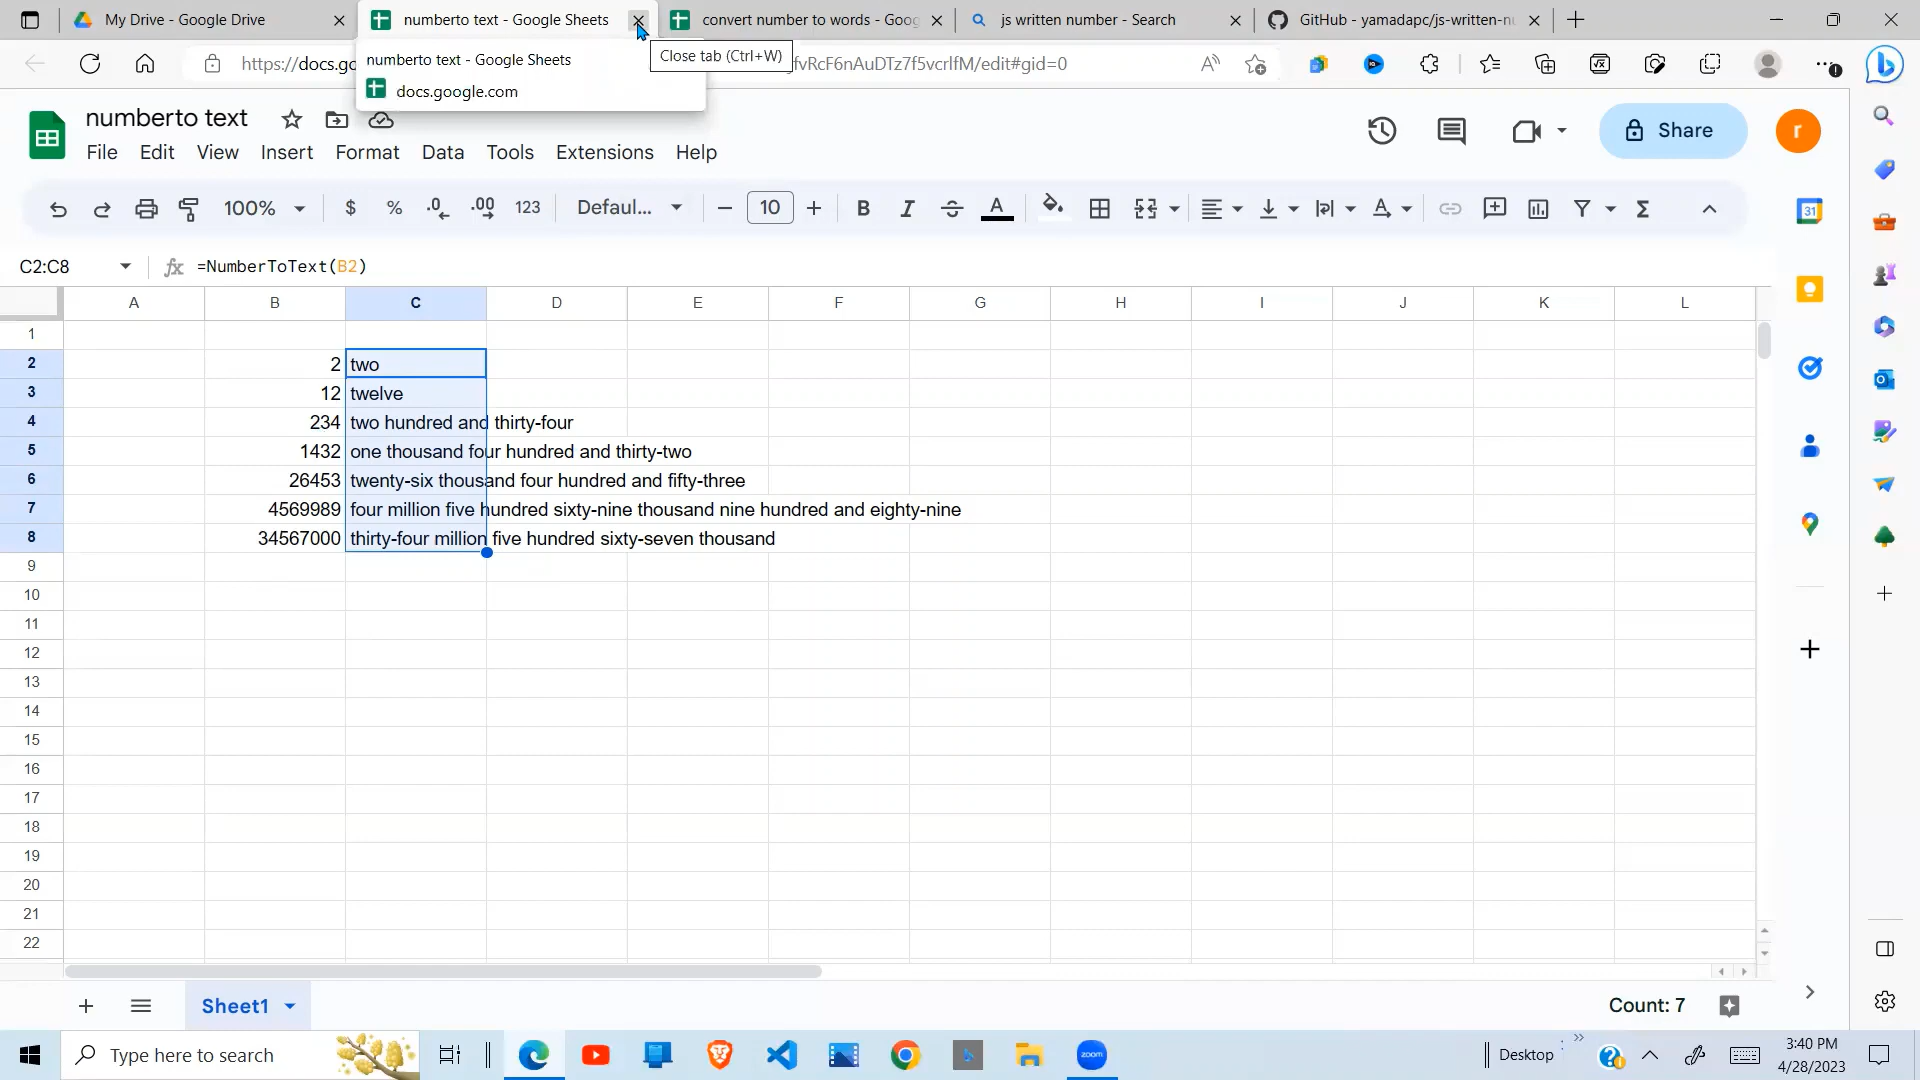 My Drive - Google Drive
numberto text - Google Sheets
convert number to words - Goog
js written number - Search
GitHub - yamadapc/js-written-nu
https://docs.go
fvRcF6nAuDTz7f5vcrlfM/edit#gid=0
numberto text - Google Sheets
docs.google.com
Close tab (Ctrl+W)
numberto text
File Edit View Insert Format Data Tools Extensions Help
Share
r
100% $ % .0 .00 123 Defaul... 10 B I A
C2:C8 fx =NumberToText(B2)
A B C D E F G H I J K L
1
2 2 two
3 12 twelve
4 234 two hundred and thirty-four
5 1432 one thousand four hundred and thirty-two
6 26453 twenty-six thousand four hundred and fifty-three
7 4569989 four million five hundred sixty-nine thousand nine hundred and eighty-nine
8 34567000 thirty-four million five hundred sixty-seven thousand
9
10
11
12
13
14
15
16
17
18
19
20
21
22
Sheet1
Count: 7
31
Type here to search
zoom
Desktop
3:40 PM
4/28/2023